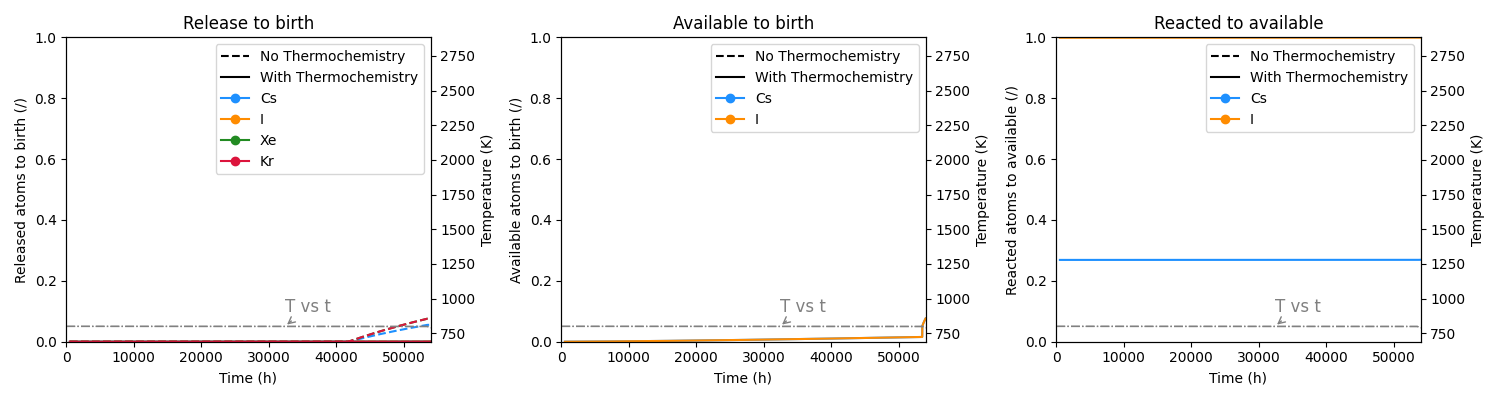 Release to birth
Released atoms to birth (/)
1.0
0.8
0.6
0.4
0.2
0.0
No Thermochemistry
With Thermochemistry
Cs
I
Xe
Kr
T vs t
2750
2500
2250
2000
1750
1500
1250
1000
750
Temperature (K)
0 10000 20000 30000 40000 50000
Time (h)
Available to birth
Available atoms to birth (/)
1.0
0.8
0.6
0.4
0.2
0.0
No Thermochemistry
With Thermochemistry
Cs
I
T vs t
2750
2500
2250
2000
1750
1500
1250
1000
750
Temperature (K)
0 10000 20000 30000 40000 50000
Time (h)
Reacted to available
Reacted atoms to available (/)
1.0
0.8
0.6
0.4
0.2
0.0
No Thermochemistry
With Thermochemistry
Cs
I
T vs t
2750
2500
2250
2000
1750
1500
1250
1000
750
Temperature (K)
0 10000 20000 30000 40000 50000
Time (h)